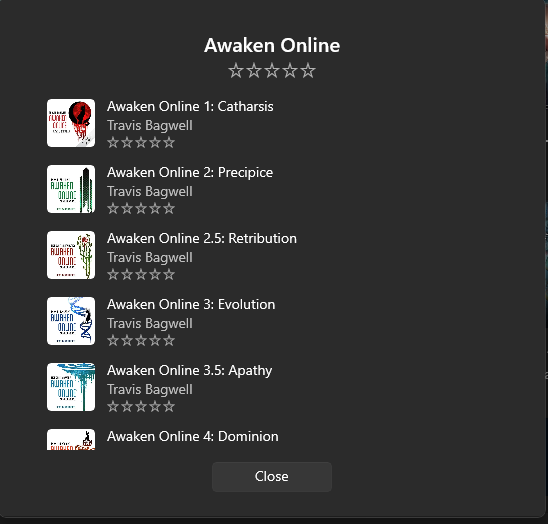 Awaken Online
Awaken Online 1: Catharsis
Travis Bagwell
Awaken Online 2: Precipice
Travis Bagwell
Awaken Online 2.5: Retribution
Travis Bagwell
Awaken Online 3: Evolution
Travis Bagwell
Awaken Online 3.5: Apathy
Travis Bagwell
Awaken Online 4: Dominion
Close